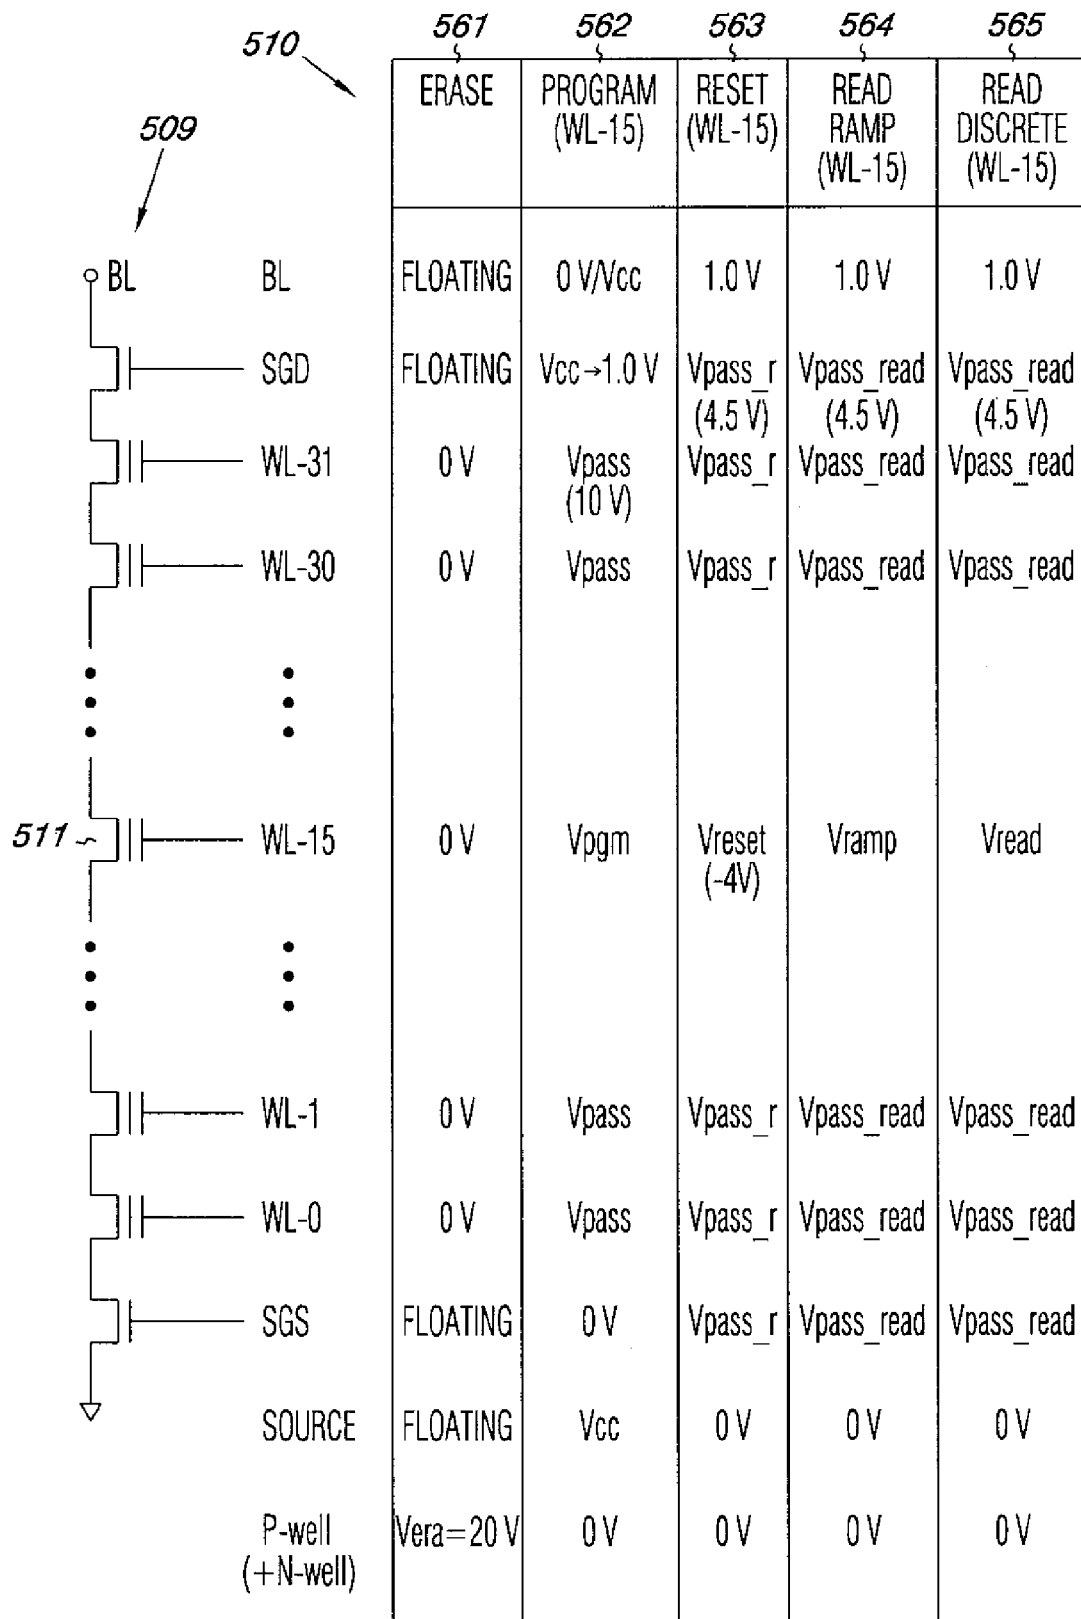 561 562 563 564 565
510
ERASE PROGRAM RESET READ READ
(WL-15) (WL-15) RAMP DISCRETE
(WL-15) (WL-15)
509
BL BL FLOATING 0 V/Vcc 1.0 V 1.0 V 1.0 V
SGD FLOATING Vcc→1.0 V Vpass_r Vpass_read Vpass_read
(4.5 V) (4.5 V) (4.5 V)
WL-31 0 V Vpass Vpass_r Vpass_read Vpass_read
(10 V)
WL-30 0 V Vpass Vpass_r Vpass_read Vpass_read
511 WL-15 0 V Vpgm Vreset Vramp Vread
(-4V)
WL-1 0 V Vpass Vpass_r Vpass_read Vpass_read
WL-0 0 V Vpass Vpass_r Vpass_read Vpass_read
SGS FLOATING 0 V Vpass_r Vpass_read Vpass_read
SOURCE FLOATING Vcc 0 V 0 V 0 V
P-well Vera=20 V 0 V 0 V 0 V 0 V
(+N-well)